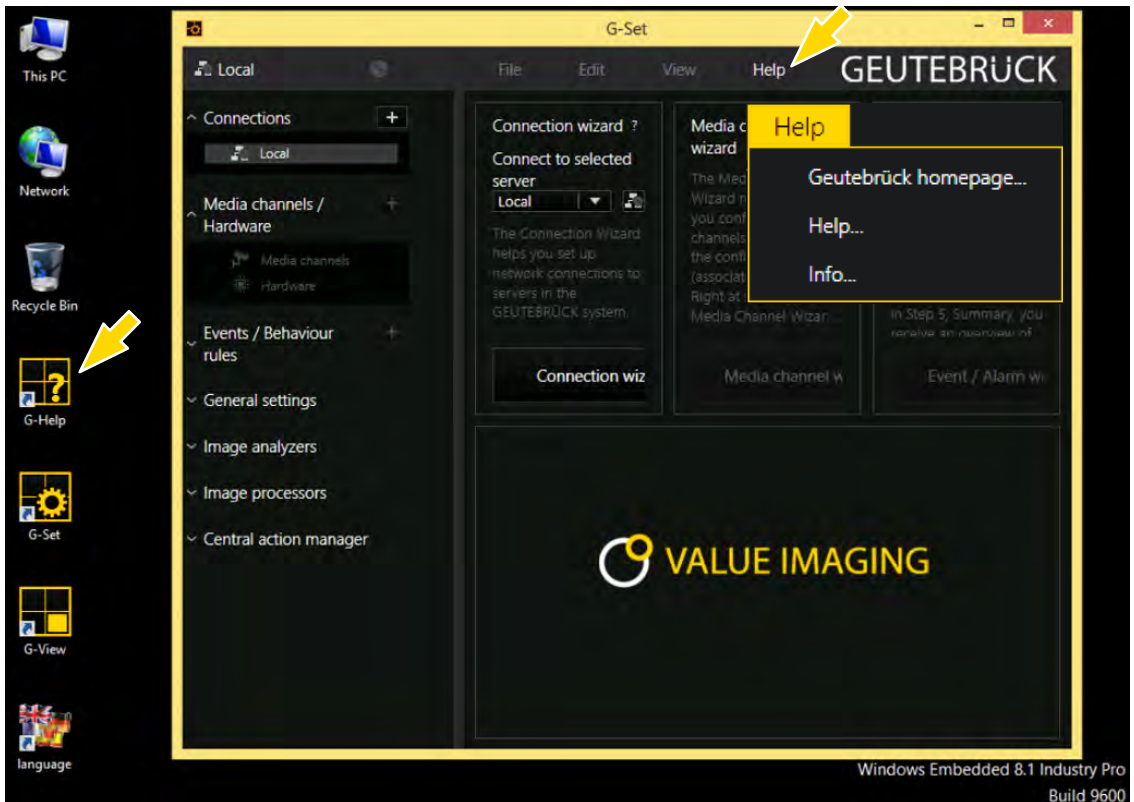 This PC
Network
Recycle Bin
G-Help
G-Set
G-View
language
G-Set
Local
File Edit View Help
GEUTEBRÜCK
Connections
Local
Media channels /
Hardware
Media channels
Hardware
Events / Behaviour
rules
General settings
Image analyzers
Image processors
Central action manager
Connection wizard ?
Connect to selected
server
Local
The Connection Wizard
helps you set up
network connections to
servers in the
GEUTEBRÜCK system.
Connection wiz
Media c
wizard
The Med
Wizard
you conf
channels
the confi
(associat
Right at
Media Channel Wizar...
Media channel w
Help
Geutebrück homepage...
Help...
Info...
in Step 5, Summary, you
receive an overview of
Event / Alarm wi
VALUE IMAGING
Windows Embedded 8.1 Industry Pro
Build 9600